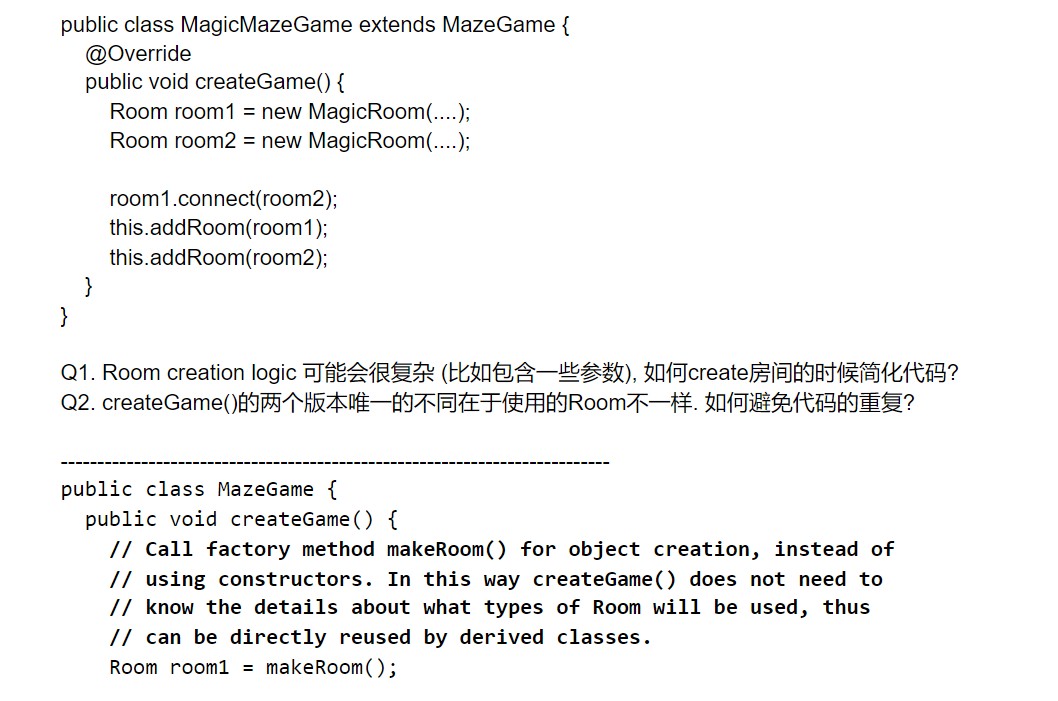 public class MagicMazeGame extends MazeGame {
@Override
public void createGame() {
Room room1 = new MagicRoom(....);
Room room2 = new MagicRoom(....);
room1.connect(room2);
this.addRoom(room1);
this.addRoom(room2);
}
}
Q1. Room creation logic 可能会很复杂 (比如包含一些参数), 如何create房间的时候简化代码?
Q2. createGame()的两个版本唯一的不同在于使用的Room不一样. 如何避免代码的重复?
---------------------------------------------------------------------------
public class MazeGame {
public void createGame() {
// Call factory method makeRoom() for object creation, instead of
// using constructors. In this way createGame() does not need to
// know the details about what types of Room will be used, thus
// can be directly reused by derived classes.
Room room1 = makeRoom();